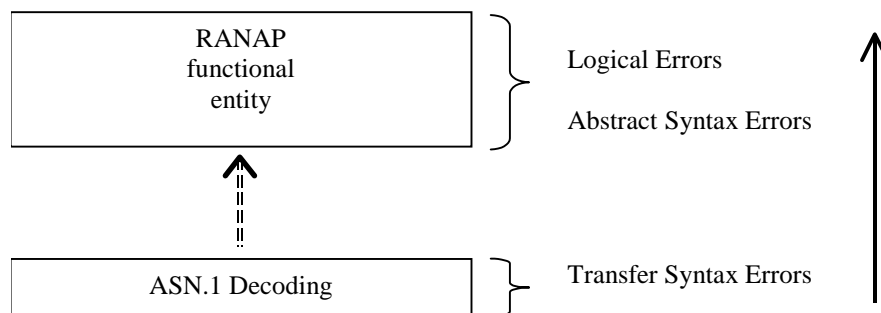 RANAP
functional
entity
Logical Errors
Abstract Syntax Errors
ASN.1 Decoding
Transfer Syntax Errors